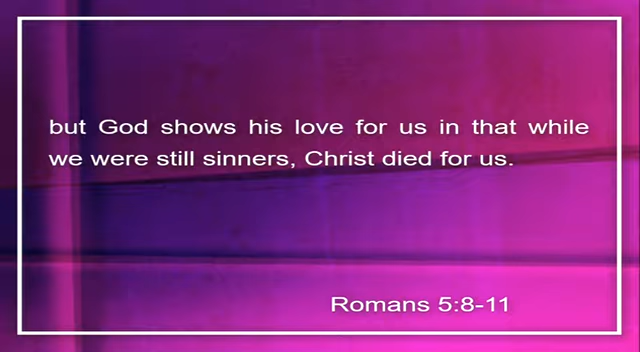 but God shows his love for us in that while
we were still sinners, Christ died for us.
Romans 5:8-11